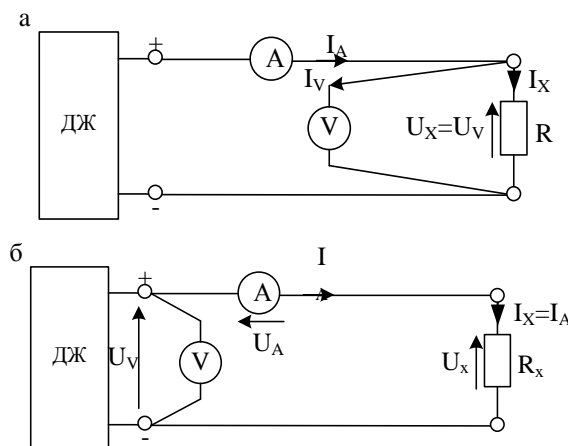 а
+
A
I_A
I_V
I_X
ДЖ
V
U_X=U_V
R
-
б
+
I
A
A
I_X=I_A
U_A
ДЖ
U_V
V
U_x
R_x
-